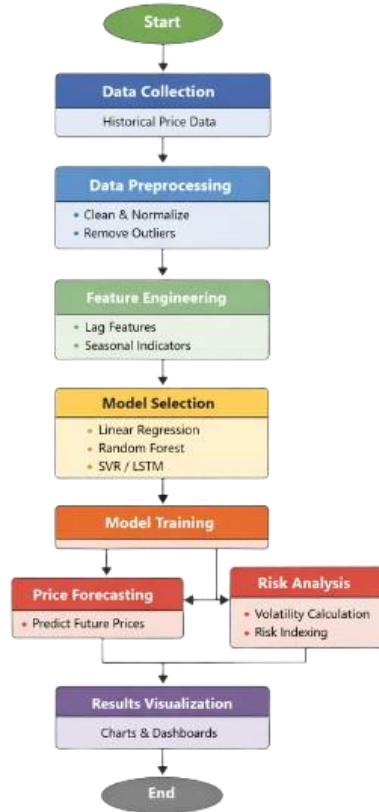 Start
Data Collection
Historical Price Data
Data Preprocessing
• Clean & Normalize
• Remove Outliers
Feature Engineering
• Lag Features
• Seasonal Indicators
Model Selection
• Linear Regression
• Random Forest
• SVR / LSTM
Model Training
Price Forecasting
• Predict Future Prices
Risk Analysis
• Volatility Calculation
• Risk Indexing
Results Visualization
Charts & Dashboards
End